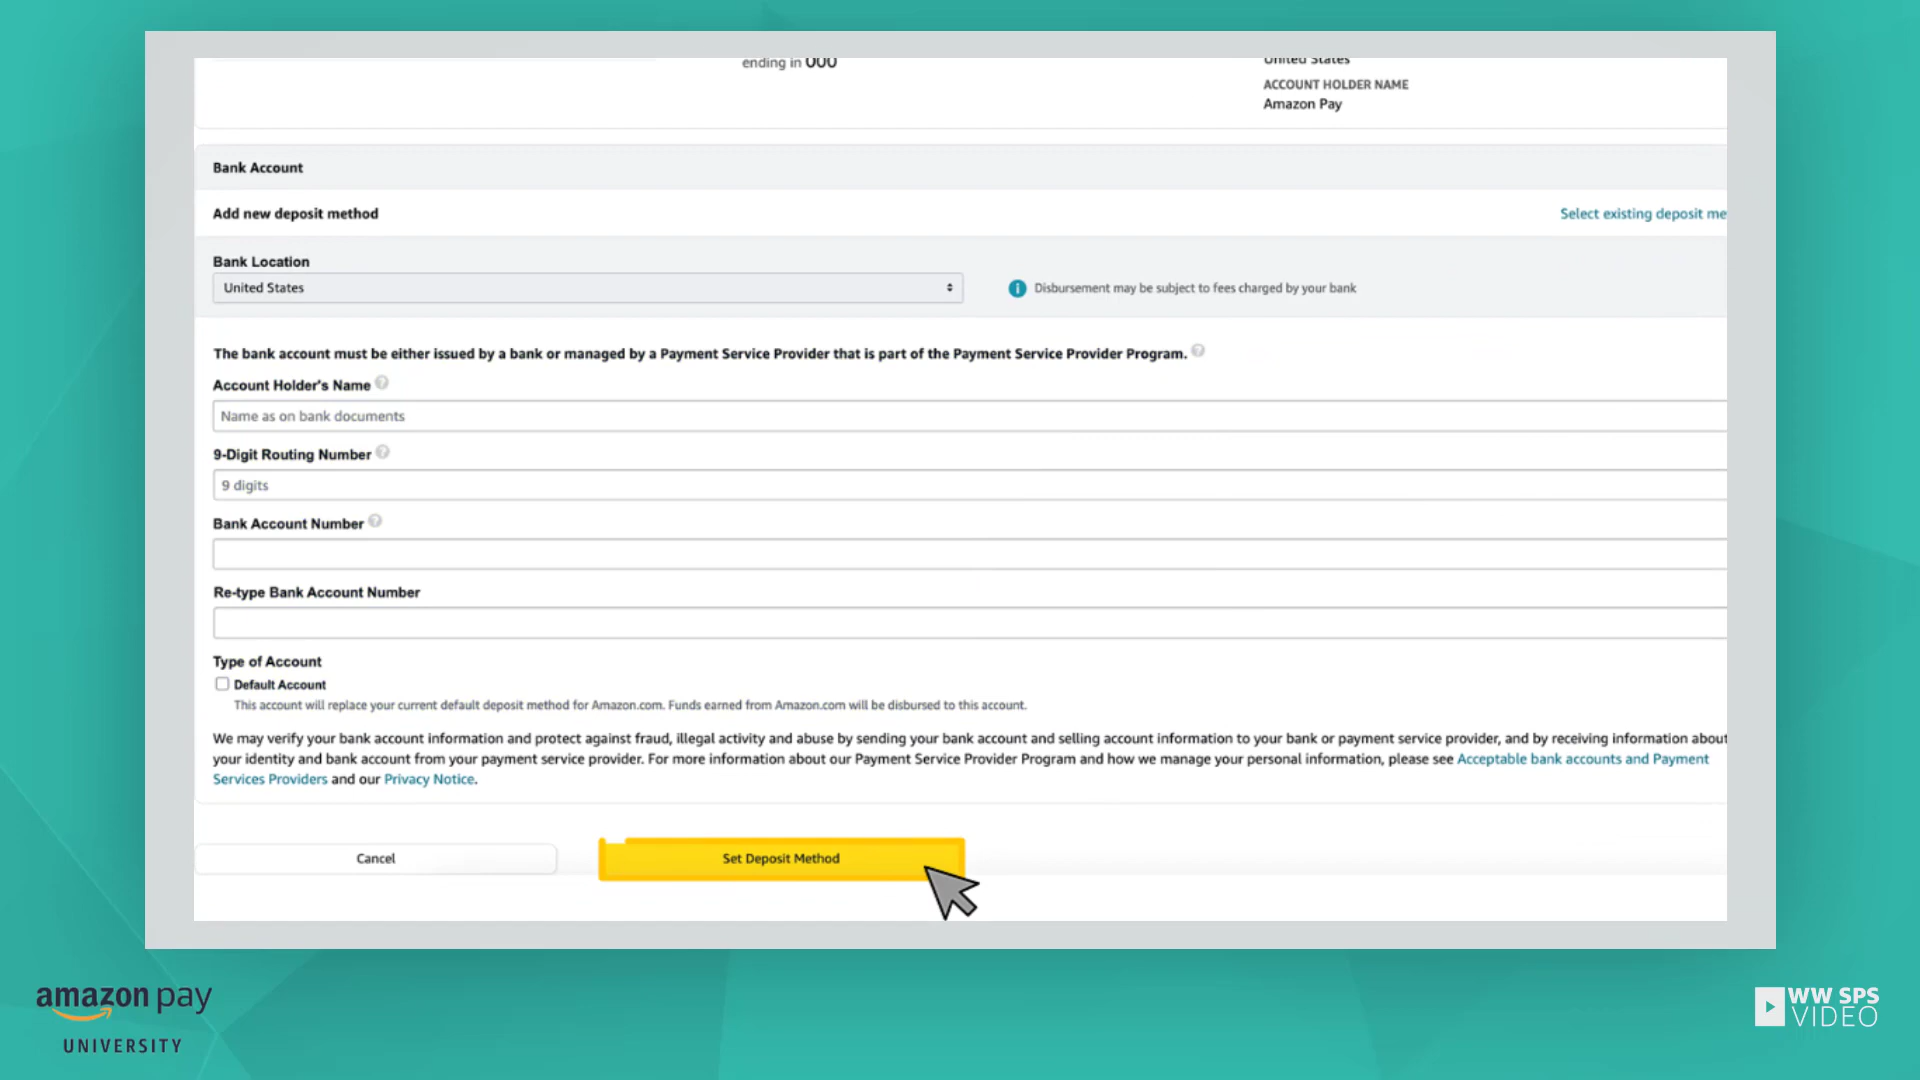 ending in 000
United States
ACCOUNT HOLDER NAME
Amazon Pay
Bank Account
Add new deposit method
Select existing deposit me
Bank Location
United States
Disbursement may be subject to fees charged by your bank
The bank account must be either issued by a bank or managed by a Payment Service Provider that is part of the Payment Service Provider Program.
Account Holder's Name
Name as on bank documents
9-Digit Routing Number
9 digits
Bank Account Number
Re-type Bank Account Number
Type of Account
Default Account
This account will replace your current default deposit method for Amazon.com. Funds earned from Amazon.com will be disbursed to this account.
We may verify your bank account information and protect against fraud, illegal activity and abuse by sending your bank account and selling account information to your bank or payment service provider, and by receiving information about
your identity and bank account from your payment service provider. For more information about our Payment Service Provider Program and how we manage your personal information, please see Acceptable bank accounts and Payment
Services Providers and our Privacy Notice.
Cancel
Set Deposit Method
amazon pay
UNIVERSITY
WW SPS
VIDEO